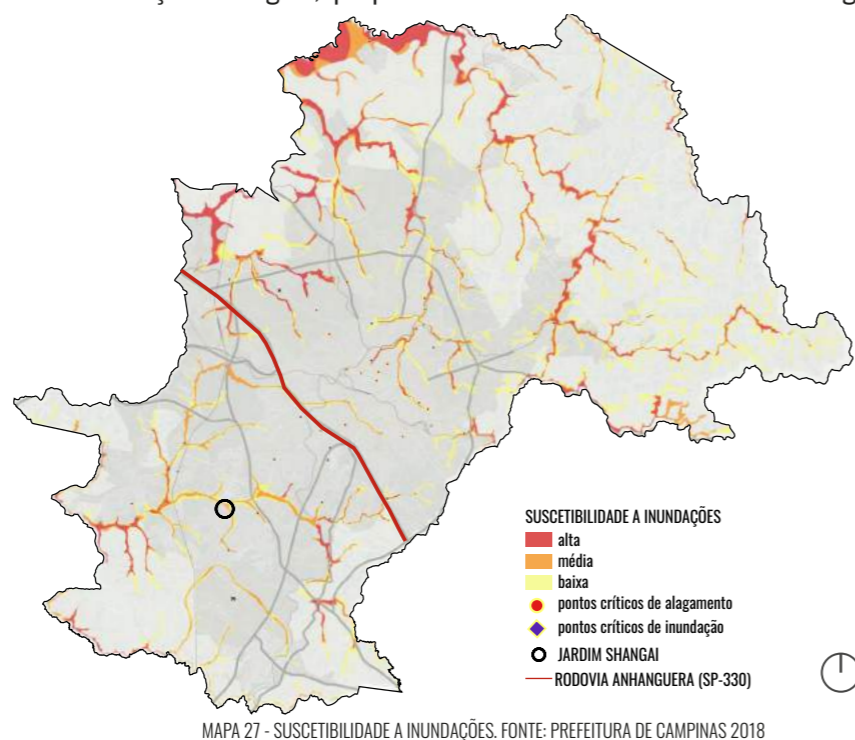 SUSCETIBILIDADE A INUNDAÇÕES
alta
média
baixa
pontos críticos de alagamento
pontos críticos de inundação
JARDIM SHANGAI
RODOVIA ANHANGUERA (SP-330)
MAPA 27 - SUSCETIBILIDADE A INUNDAÇÕES. FONTE: PREFEITURA DE CAMPINAS 2018